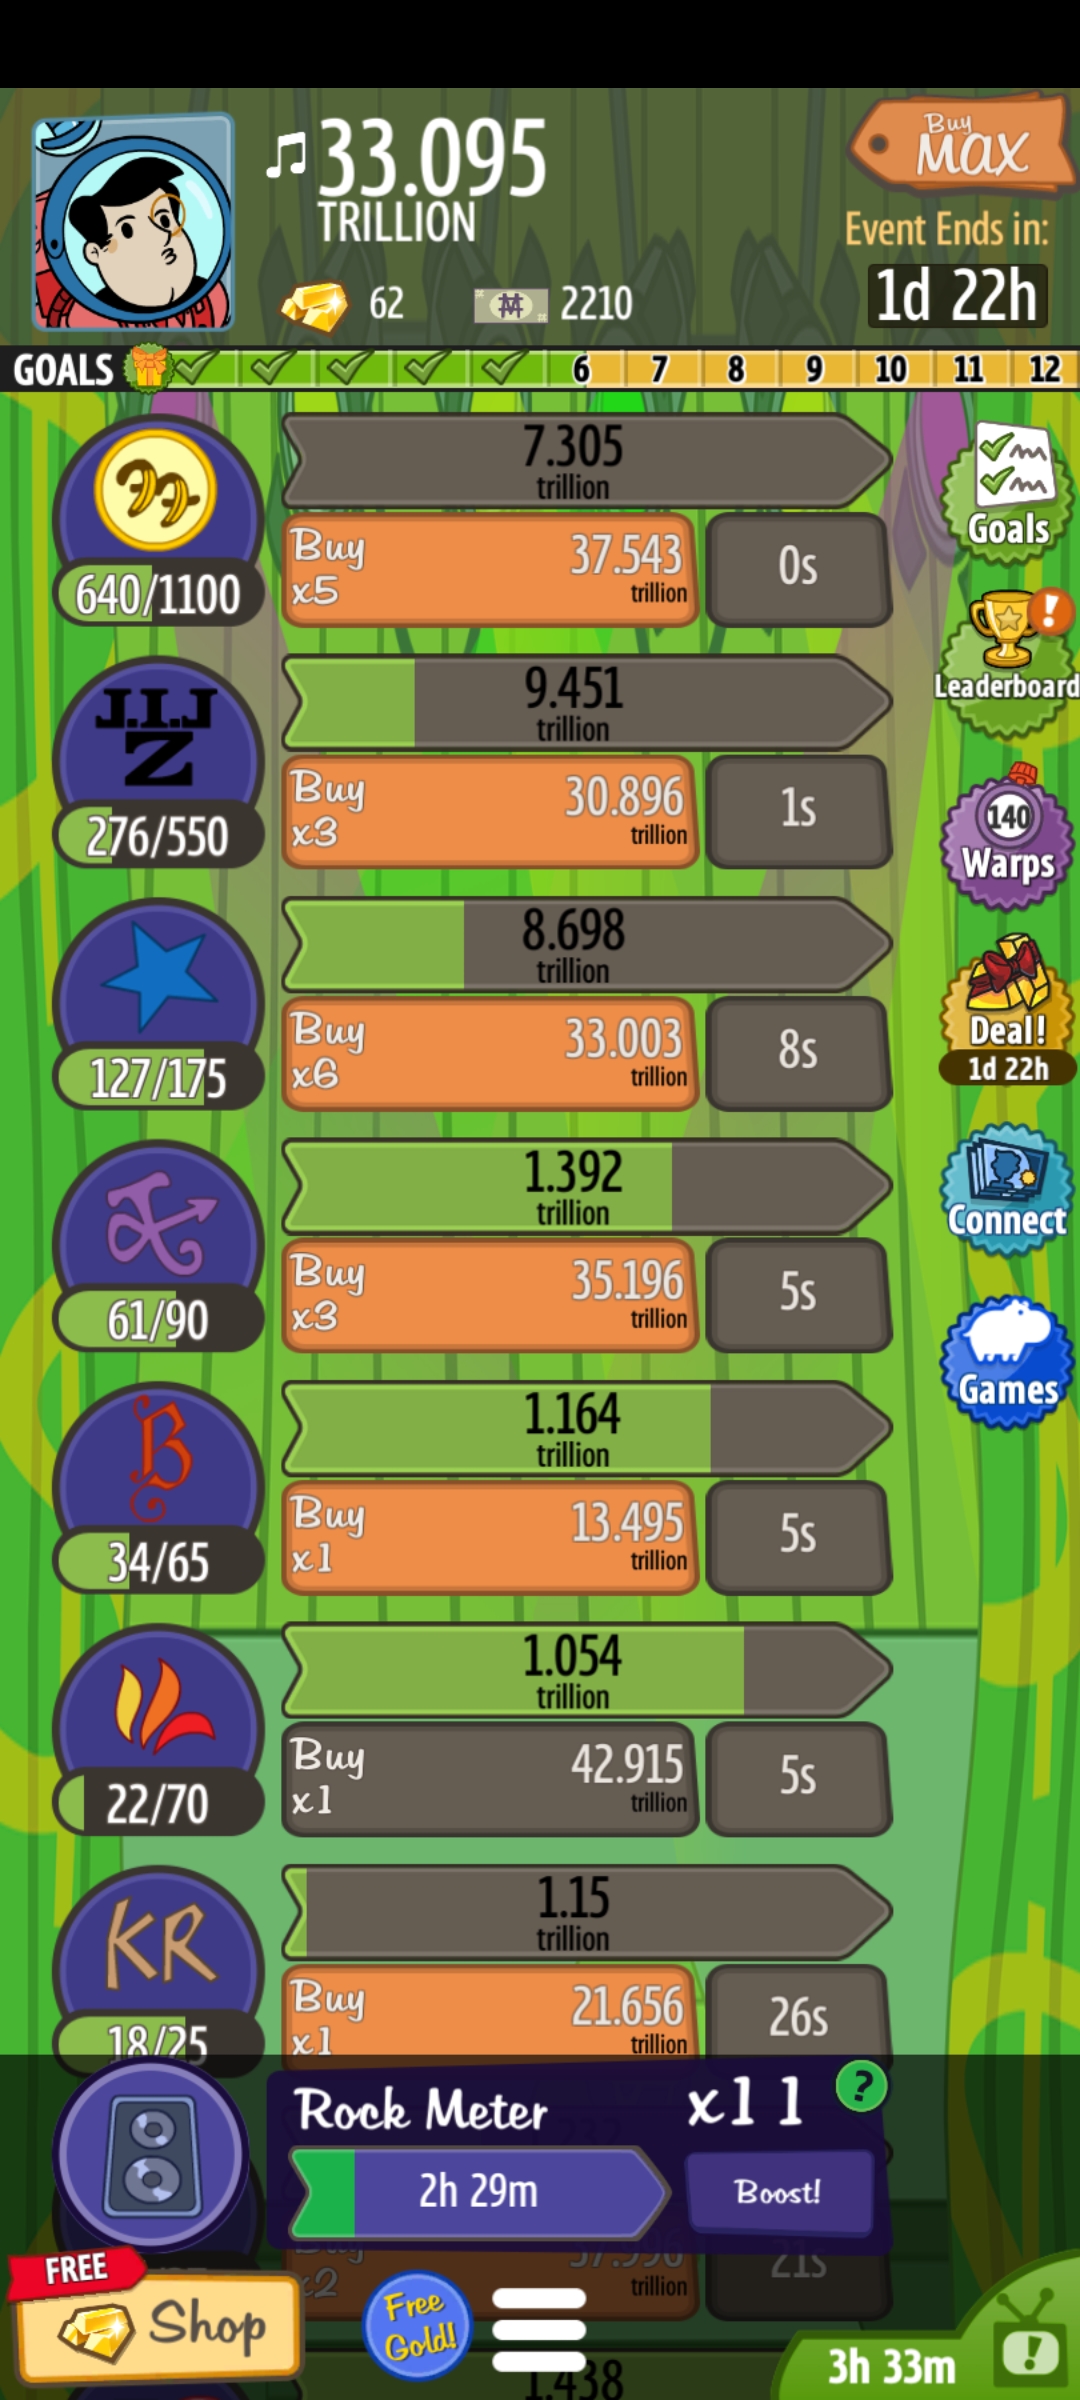 33.095
TRILLION
62
2210
Buy
MAX
Event Ends in:
1d 22h
GOALS
6 7 8 9 10 11 12
7.305
trillion
640/1100
Buy
x5
37.543
trillion
0s
Goals
J.I.J
Z
276/550
9.451
trillion
Buy
x3
30.896
trillion
1s
!
Leaderboard
140
Warps
127/175
8.698
trillion
Buy
x6
33.003
trillion
8s
Deal!
1d 22h
61/90
1.392
trillion
Buy
x3
35.196
trillion
5s
Connect
B
34/65
1.164
trillion
Buy
x1
13.495
trillion
5s
Games
22/70
1.054
trillion
Buy
x1
42.915
trillion
5s
KR
18/25
1.15
trillion
Buy
x1
21.656
trillion
26s
Rock Meter
x11
?
2h 29m
Boost!
Buy
x2
37.996
trillion
21s
FREE
Shop
Free
Gold!
1.438
3h 33m
!